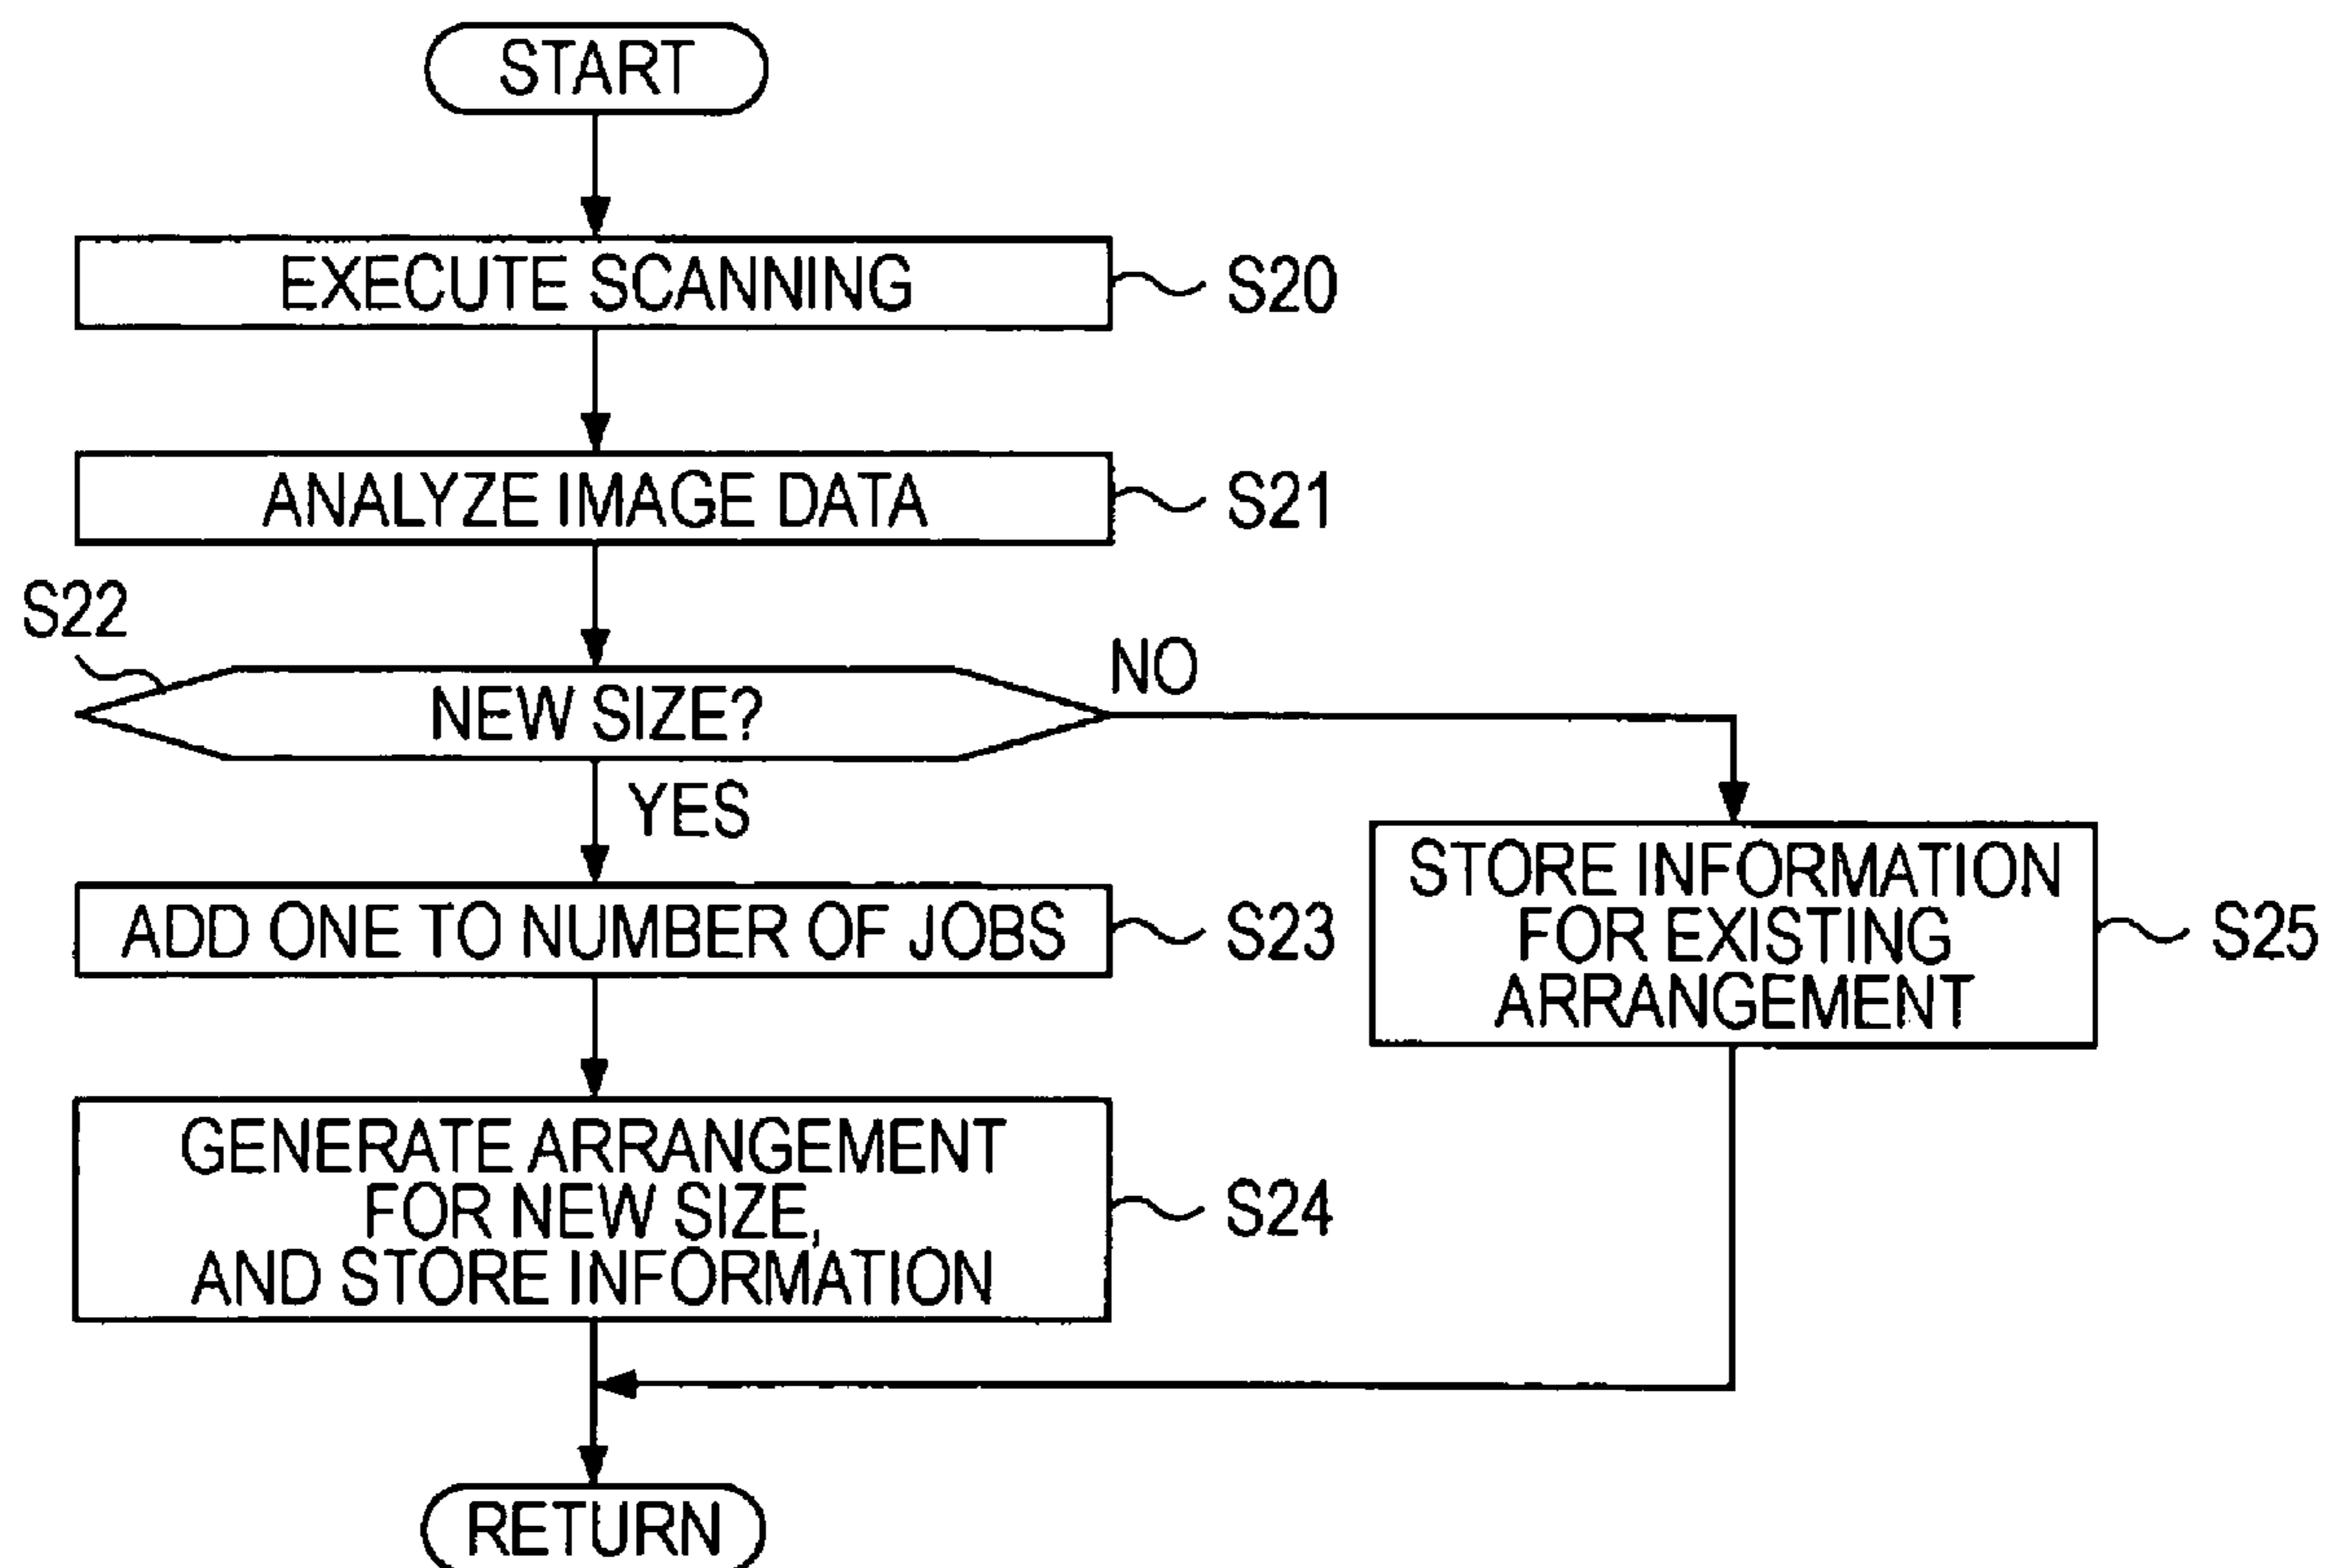 START
EXECUTE SCANNING
S20
ANALYZE IMAGE DATA
S21
S22
NEW SIZE?
NO
YES
ADD ONE TO NUMBER OF JOBS
S23
STORE INFORMATION
FOR EXISTING
ARRANGEMENT
S25
GENERATE ARRANGEMENT
FOR NEW SIZE,
AND STORE INFORMATION
S24
RETURN